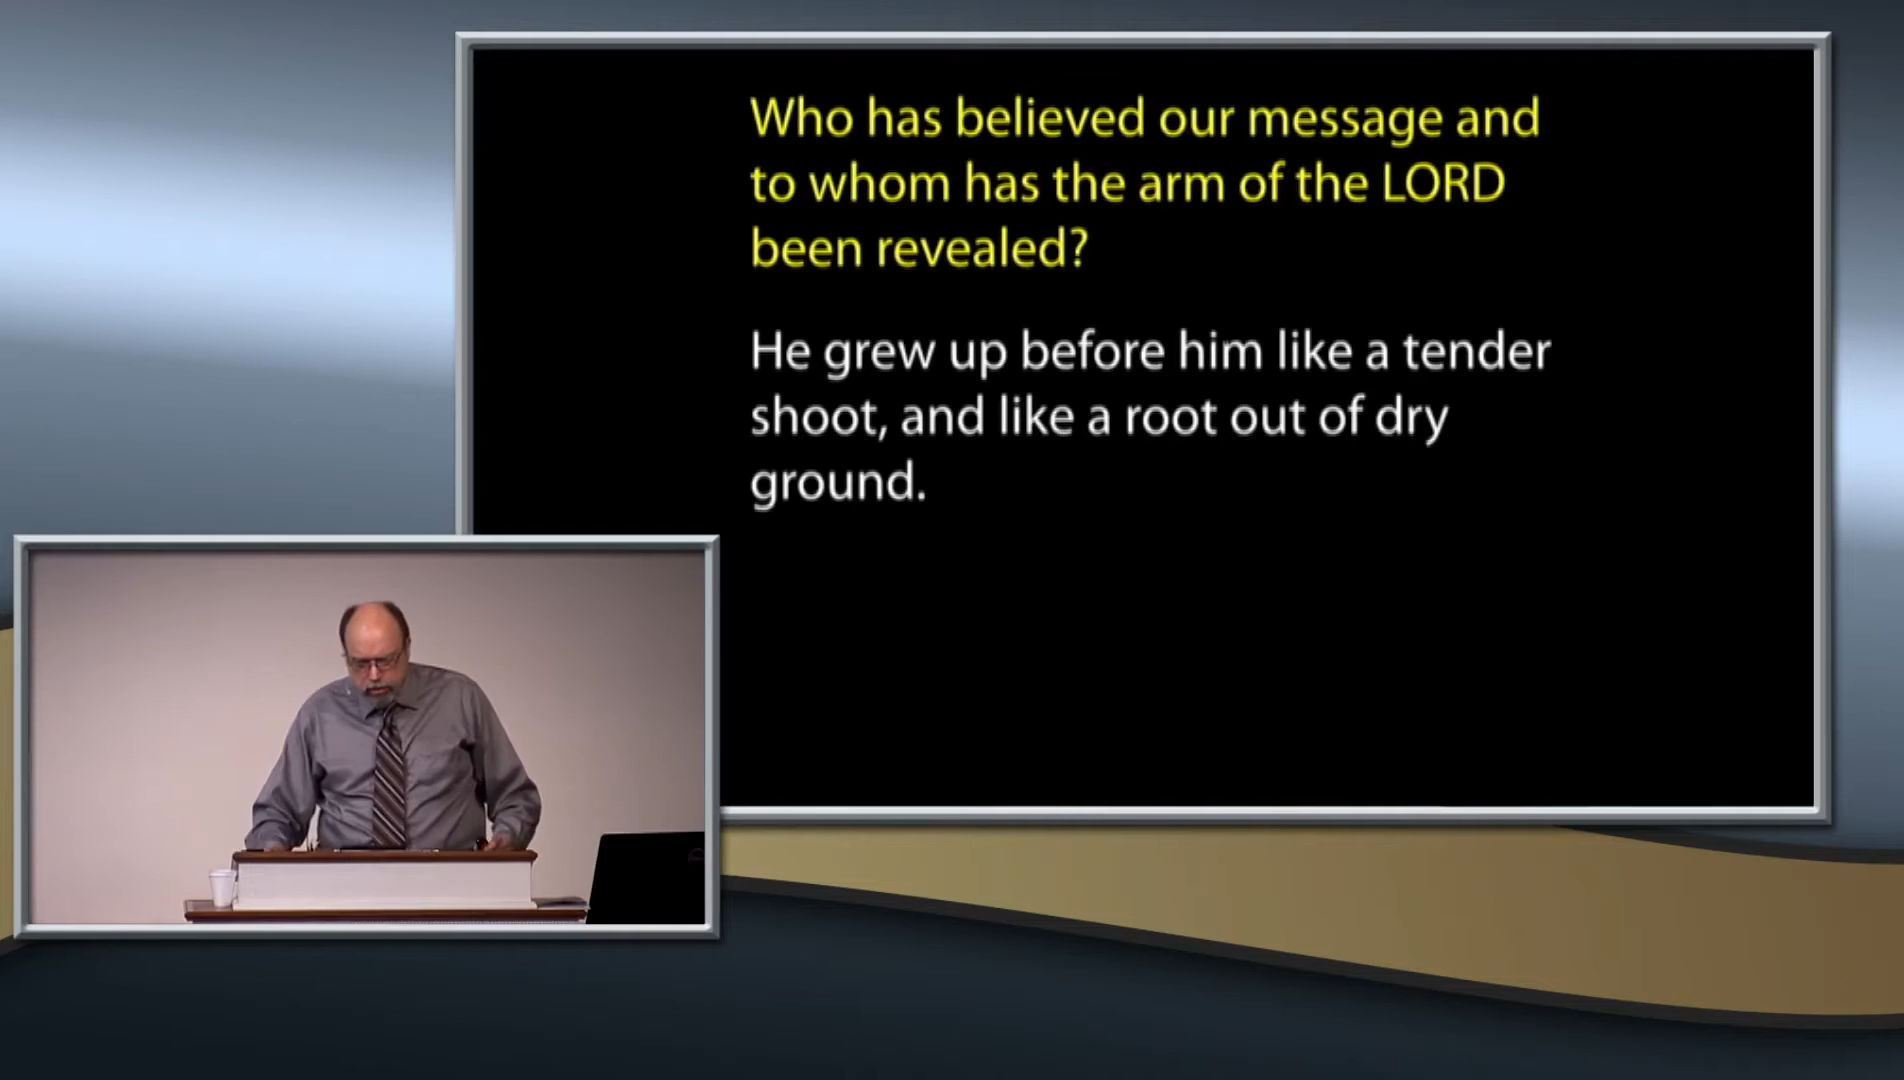 Who has believed our message and
to whom has the arm of the LORD
been revealed?
He grew up before him like a tender
shoot, and like a root out of dry
ground.